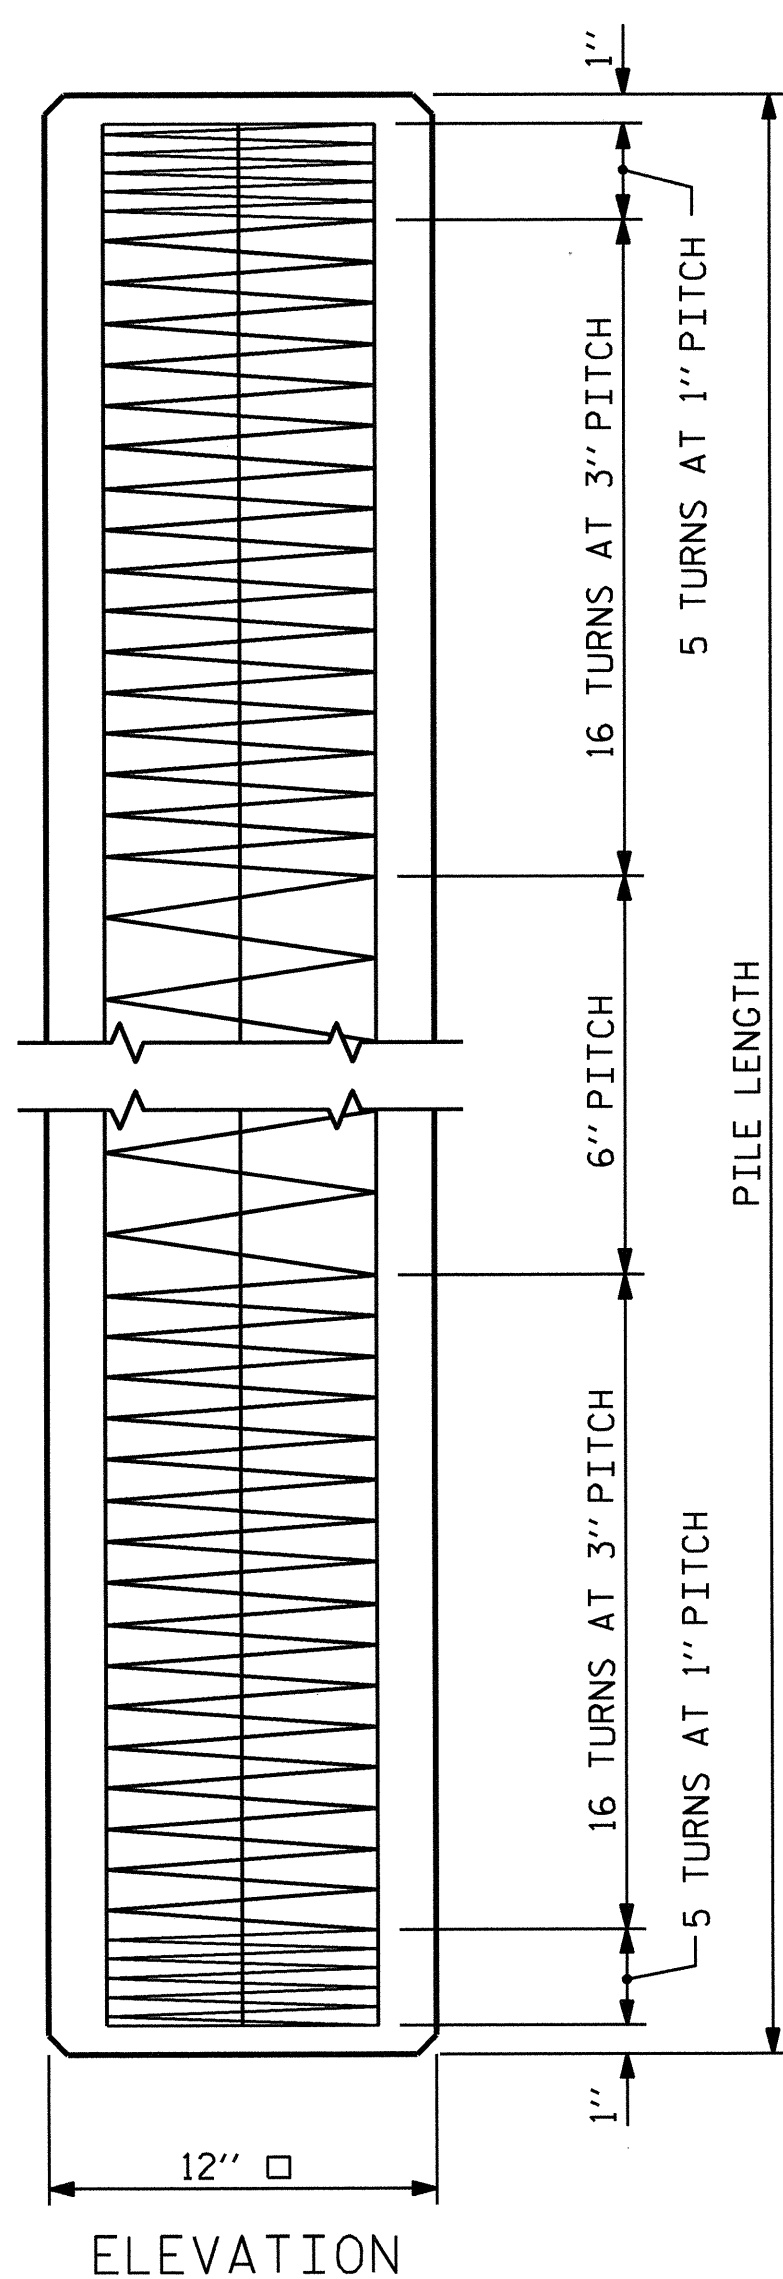 1"
5 TURNS AT 1" PITCH
16 TURNS AT 3" PITCH
6" PITCH
PILE LENGTH
16 TURNS AT 3" PITCH
5 TURNS AT 1" PITCH
1"
12" □
ELEVATION